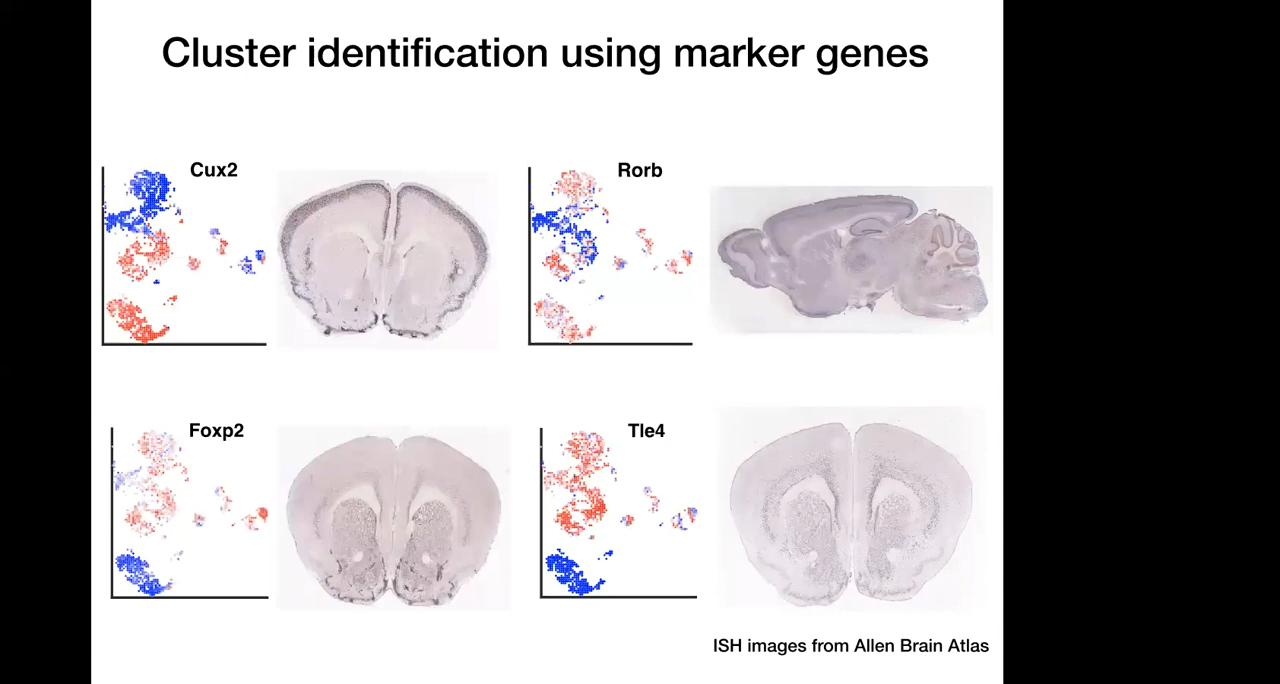 Cluster identification using marker genes
Cux2
Rorb
Foxp2
Tle4
ISH images from Allen Brain Atlas